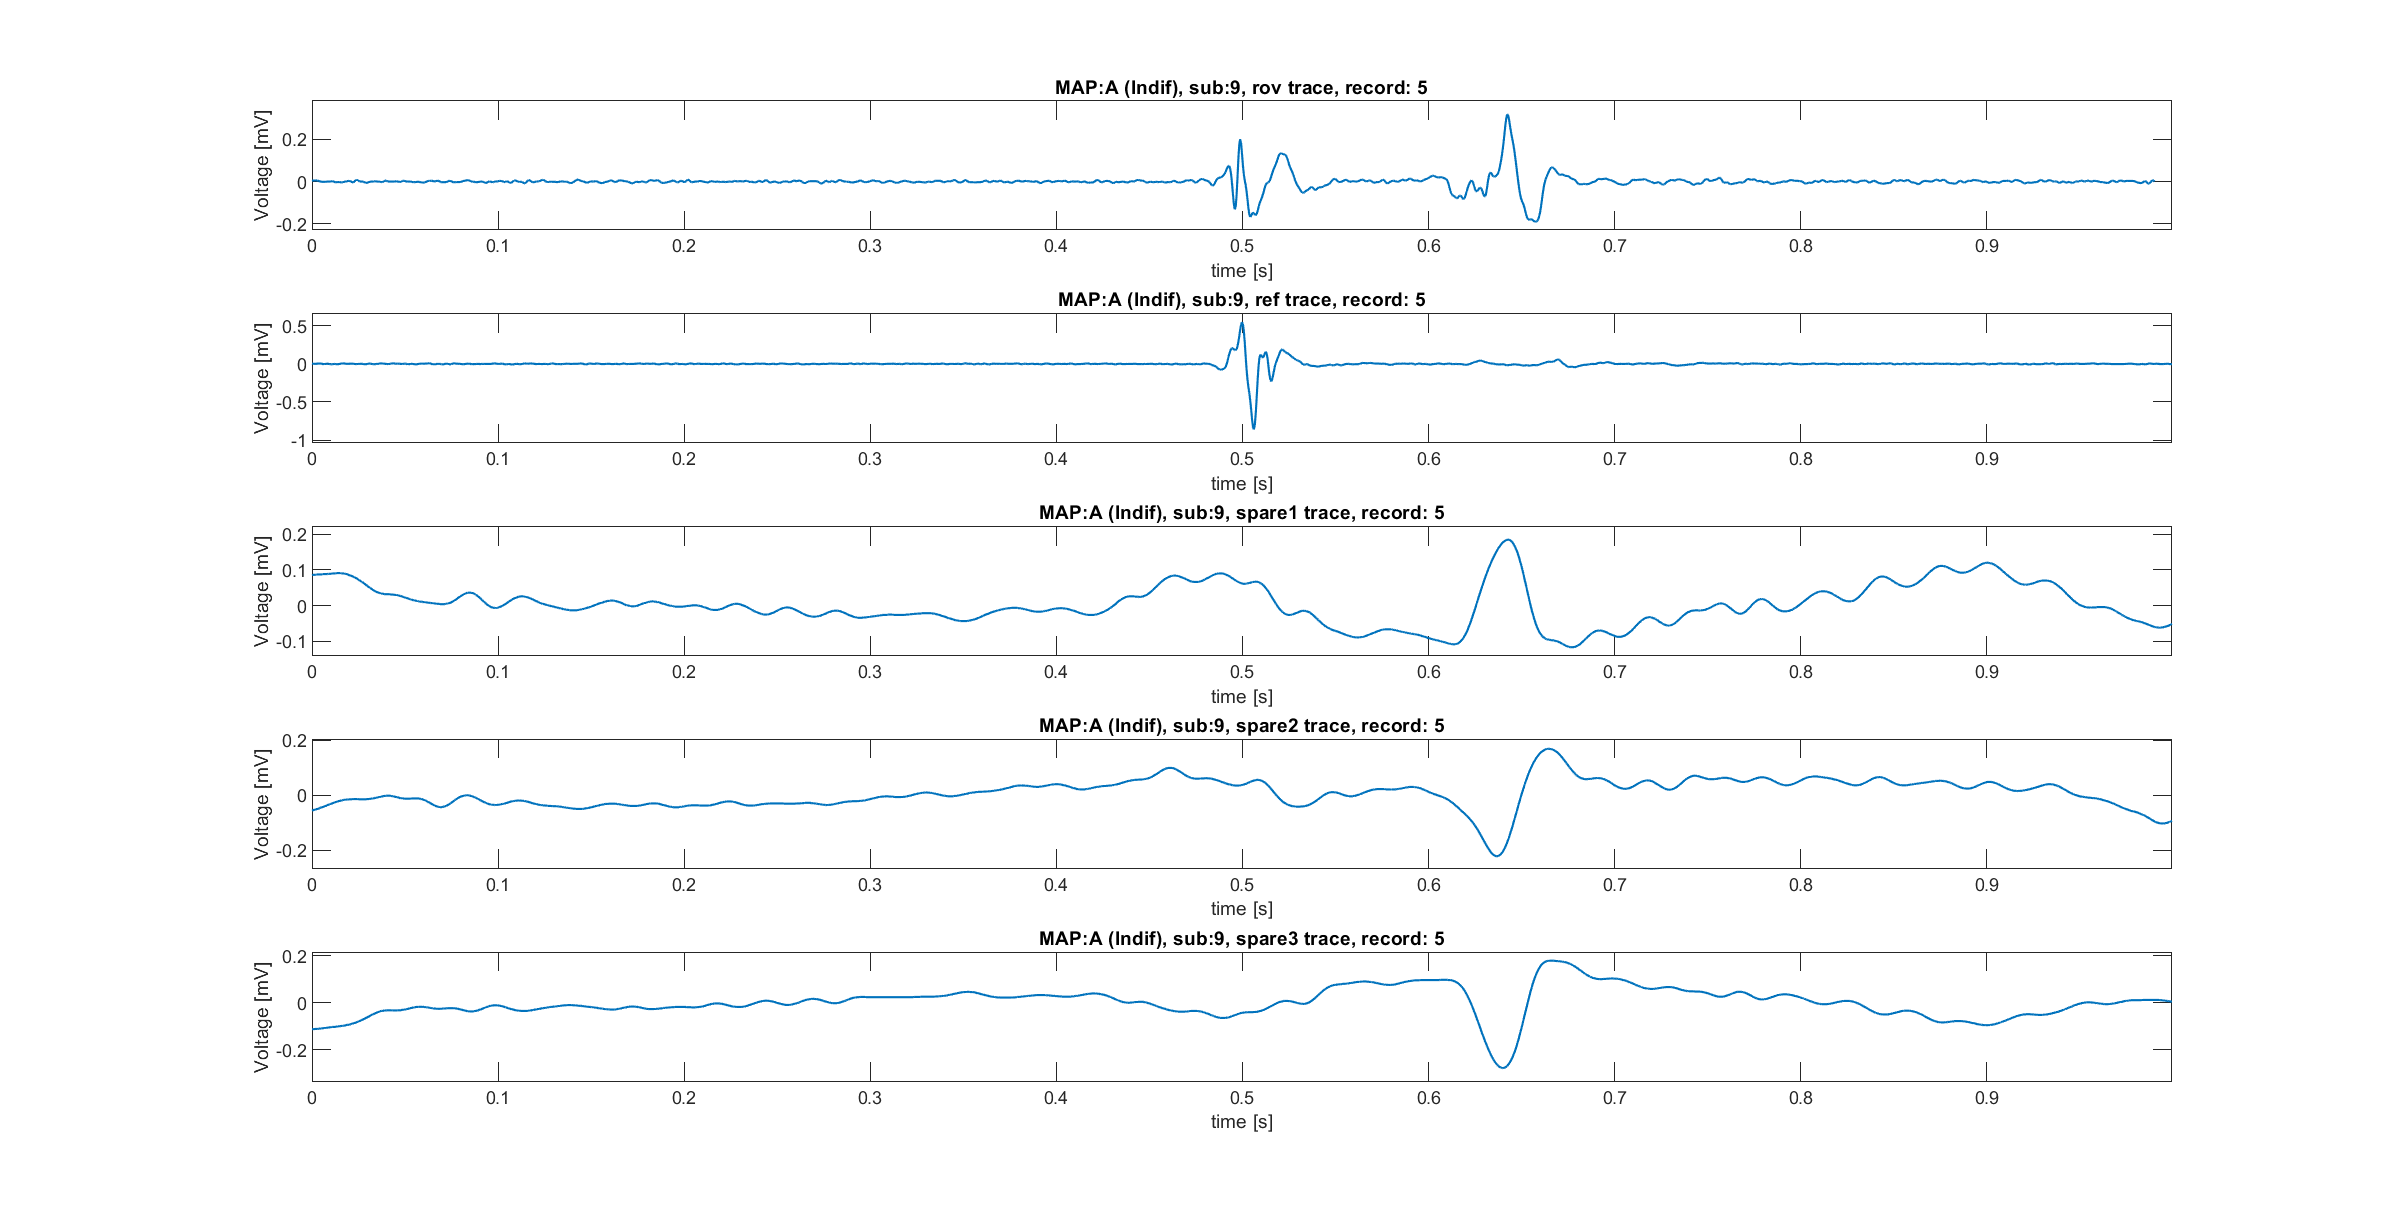 MAP:A (Indif), sub:9, rov trace, record: 5
Voltage [mV]
0.2
0
-0.2
0 0.1 0.2 0.3 0.4 0.5 0.6 0.7 0.8 0.9
time [s]
MAP:A (Indif), sub:9, ref trace, record: 5
Voltage [mV]
0.5
0
-0.5
-1
0 0.1 0.2 0.3 0.4 0.5 0.6 0.7 0.8 0.9
time [s]
MAP:A (Indif), sub:9, spare1 trace, record: 5
Voltage [mV]
0.2
0.1
0
-0.1
0 0.1 0.2 0.3 0.4 0.5 0.6 0.7 0.8 0.9
time [s]
MAP:A (Indif), sub:9, spare2 trace, record: 5
Voltage [mV]
0.2
0
-0.2
0 0.1 0.2 0.3 0.4 0.5 0.6 0.7 0.8 0.9
time [s]
MAP:A (Indif), sub:9, spare3 trace, record: 5
Voltage [mV]
0.2
0
-0.2
0 0.1 0.2 0.3 0.4 0.5 0.6 0.7 0.8 0.9
time [s]